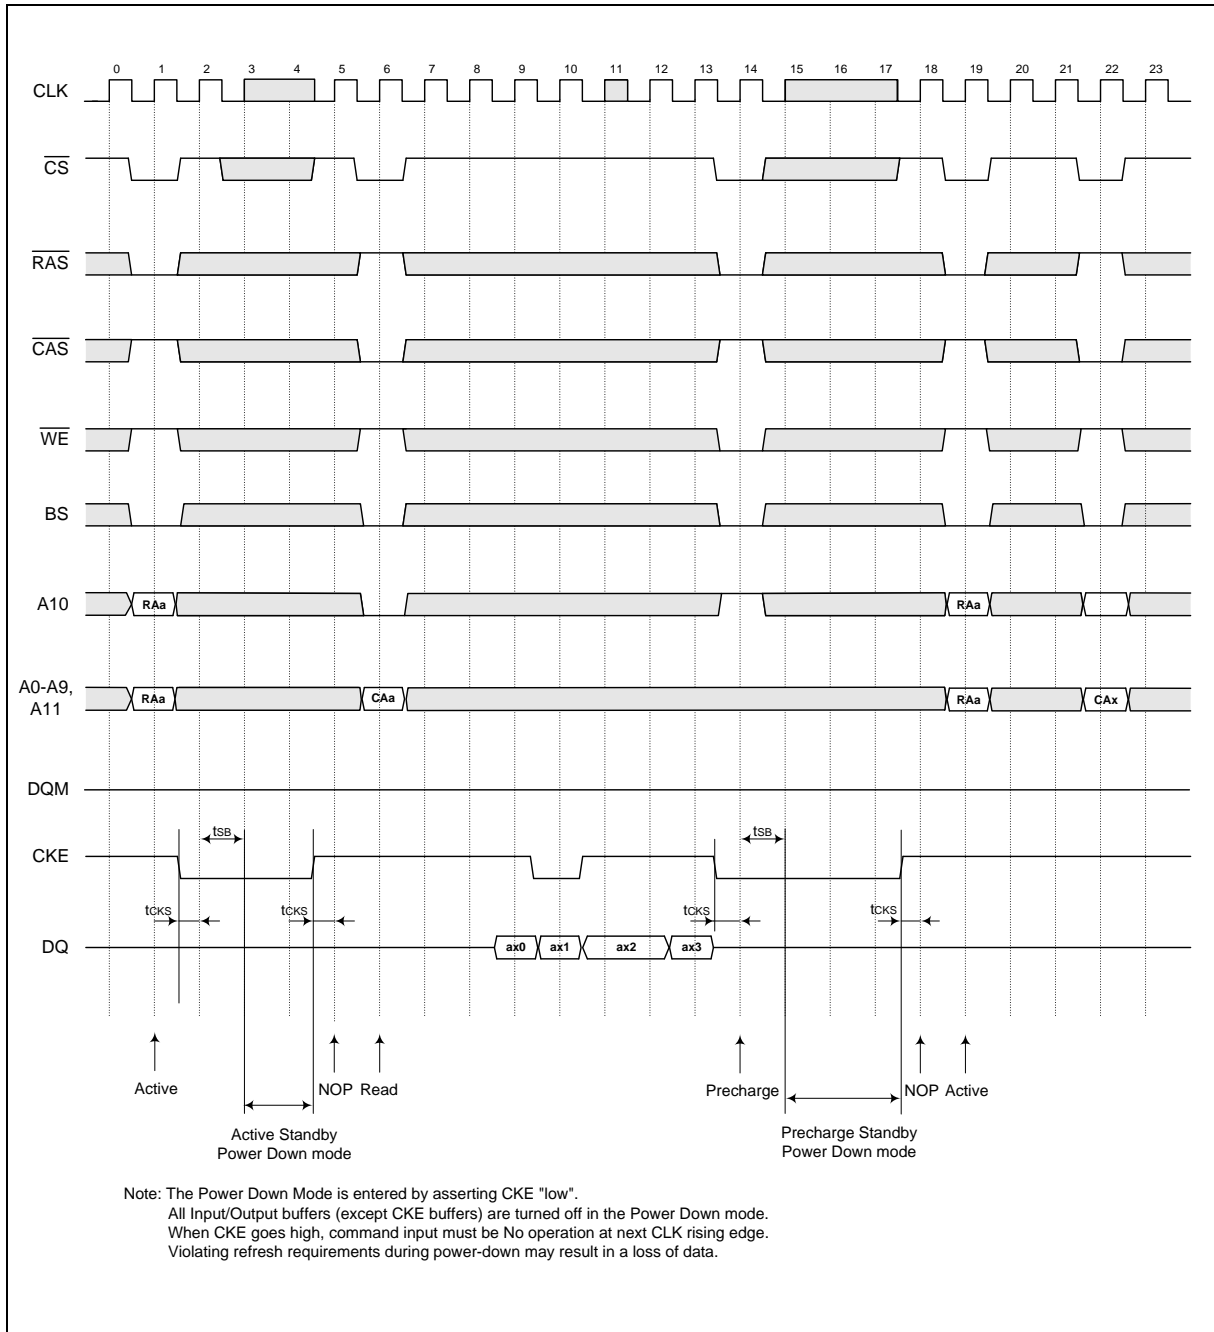 0 1 2 3 4 5 6 7 8 9 10 11 12 13 14 15 16 17 18 19 20 21 22 23
CLK
CS
RAS
CAS
WE
BS
A10 RAa RAa
A0-A9,
A11 RAa CAa RAa CAx
DQM
tSB tSB
CKE
tCKS tCKS tCKS tCKS
DQ ax0 ax1 ax2 ax3
Active NOP Read Precharge NOP Active
Active Standby
Power Down mode
Precharge Standby
Power Down mode
Note: The Power Down Mode is entered by asserting CKE "low".
All Input/Output buffers (except CKE buffers) are turned off in the Power Down mode.
When CKE goes high, command input must be No operation at next CLK rising edge.
Violating refresh requirements during power-down may result in a loss of data.